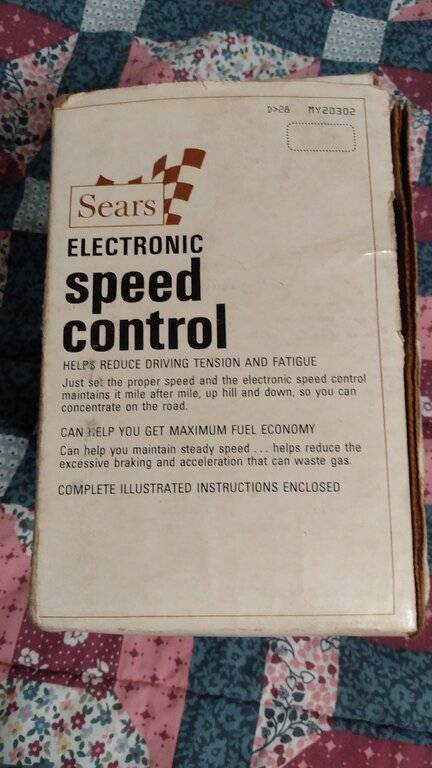 D>28 MY20302
Sears
ELECTRONIC
speed
control
HELPS REDUCE DRIVING TENSION AND FATIGUE
Just set the proper speed and the electronic speed control
maintains it mile after mile, up hill and down, so you can
concentrate on the road.
CAN HELP YOU GET MAXIMUM FUEL ECONOMY
Can help you maintain steady speed ... helps reduce the
excessive braking and acceleration that can waste gas.
COMPLETE ILLUSTRATED INSTRUCTIONS ENCLOSED